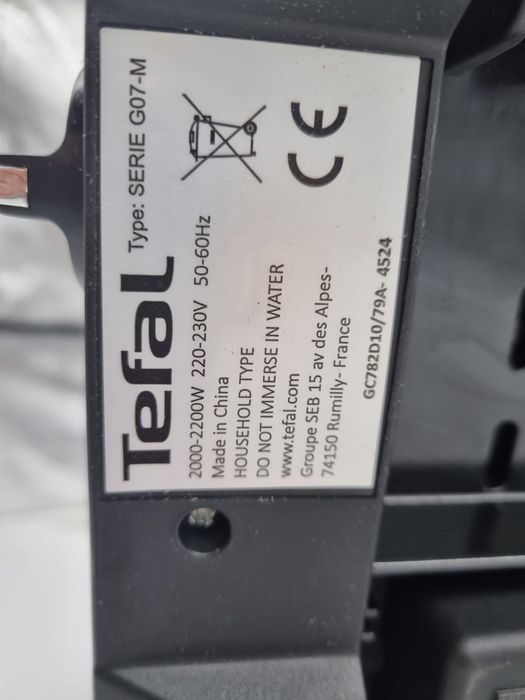 Tefal Type: SERIE G07-M
2000-2200W 220-230V 50-60Hz
Made in China
HOUSEHOLD TYPE
DO NOT IMMERSE IN WATER
www.tefal.com
Groupe SEB 15 av des Alpes-
74150 Rumilly- France
GC782D10/79A- 4524
CE